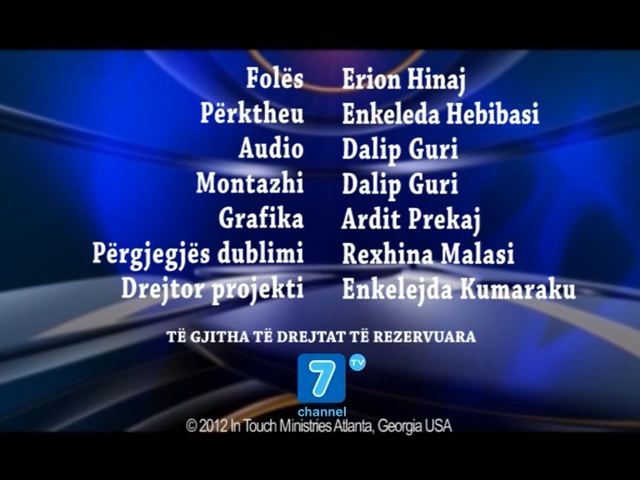 Folës Erion Hinaj
Përktheu Enkeleda Hebibasi
Audio Dalip Guri
Montazhi Dalip Guri
Grafika Ardit Prekaj
Përgjegjës dublimi Rexhina Malasi
Drejtor projekti Enkelejda Kumaraku
TË GJITHA TË DREJTAT TË REZERVUARA
7 TV
channel
© 2012 In Touch Ministries Atlanta, Georgia USA